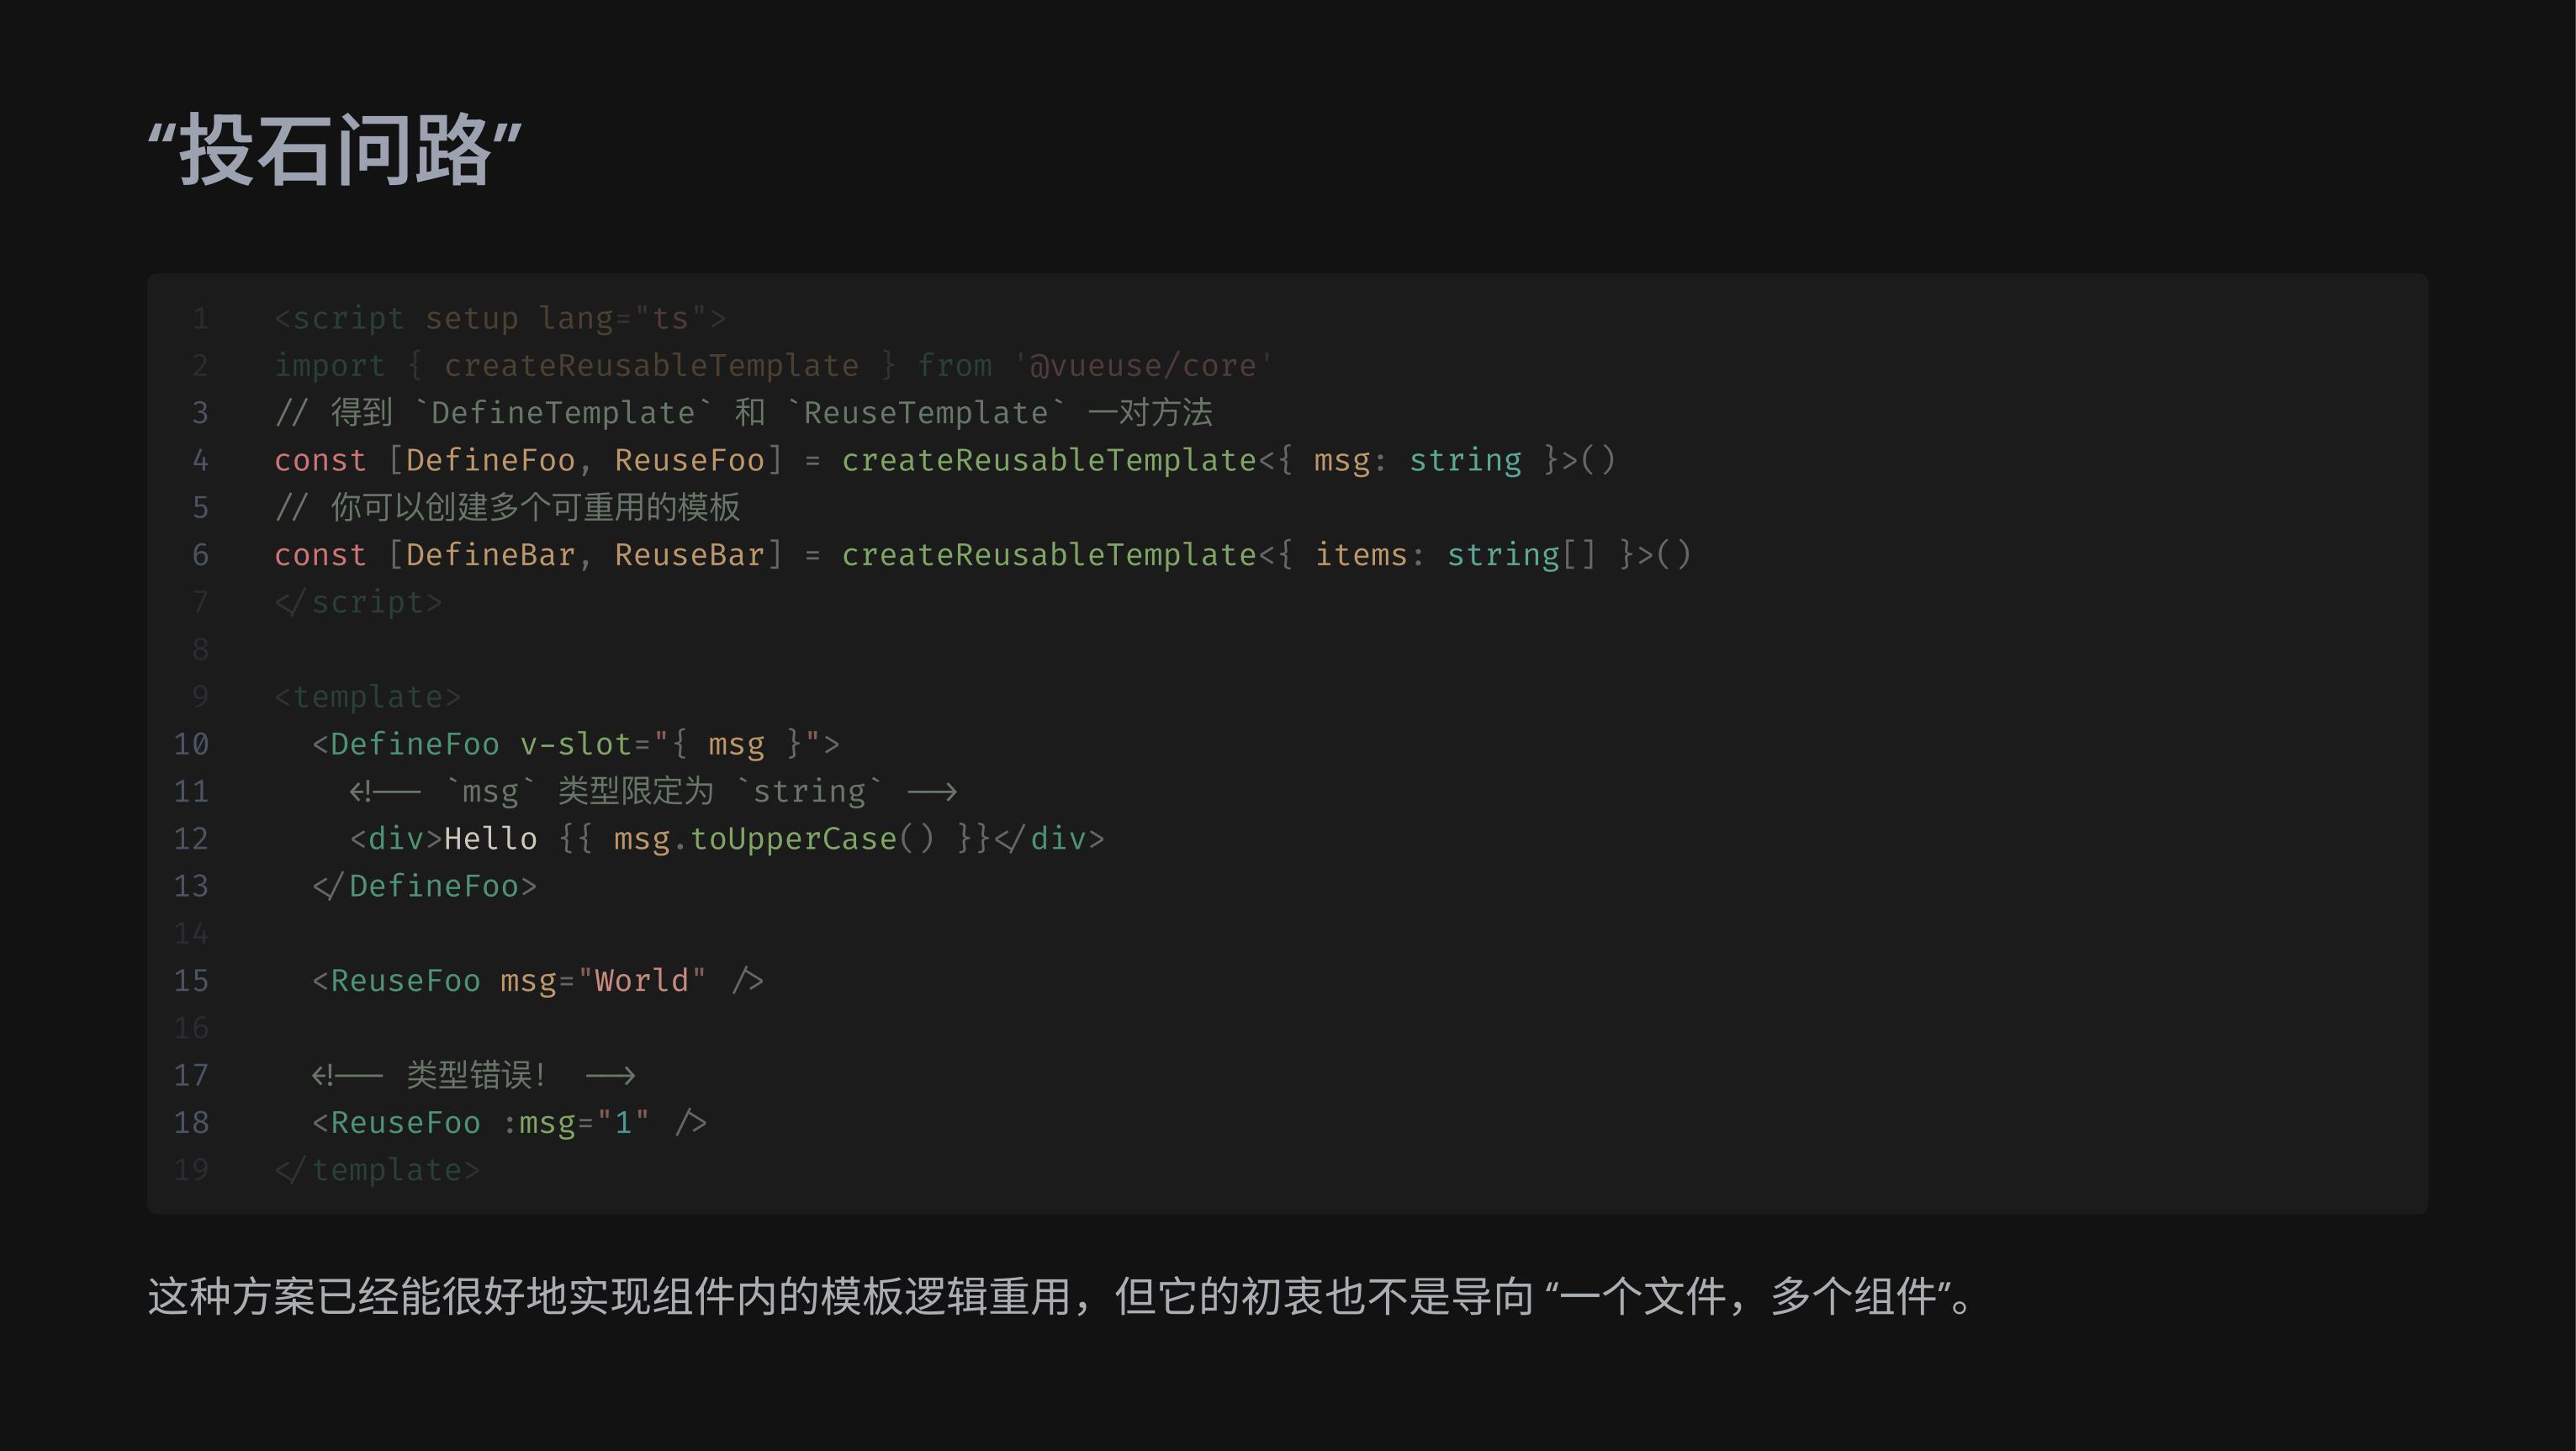 “投石问路”
1 <script setup lang="ts">
2 import { createReusableTemplate } from '@vueuse/core'
3 // 得到 `DefineTemplate` 和 `ReuseTemplate` 一对方法
4 const [DefineFoo, ReuseFoo] = createReusableTemplate<{ msg: string }>()
5 // 你可以创建多个可重用的模板
6 const [DefineBar, ReuseBar] = createReusableTemplate<{ items: string[] }>()
7 </script>
8
9 <template>
10   <DefineFoo v-slot="{ msg }">
11     <!-- `msg` 类型限定为 `string` -->
12     <div>Hello {{ msg.toUpperCase() }}</div>
13   </DefineFoo>
14
15   <ReuseFoo msg="World" />
16
17   <!-- 类型错误！ -->
18   <ReuseFoo :msg="1" />
19 </template>
这种方案已经能很好地实现组件内的模板逻辑重用，但它的初衷也不是导向 “一个文件，多个组件”。